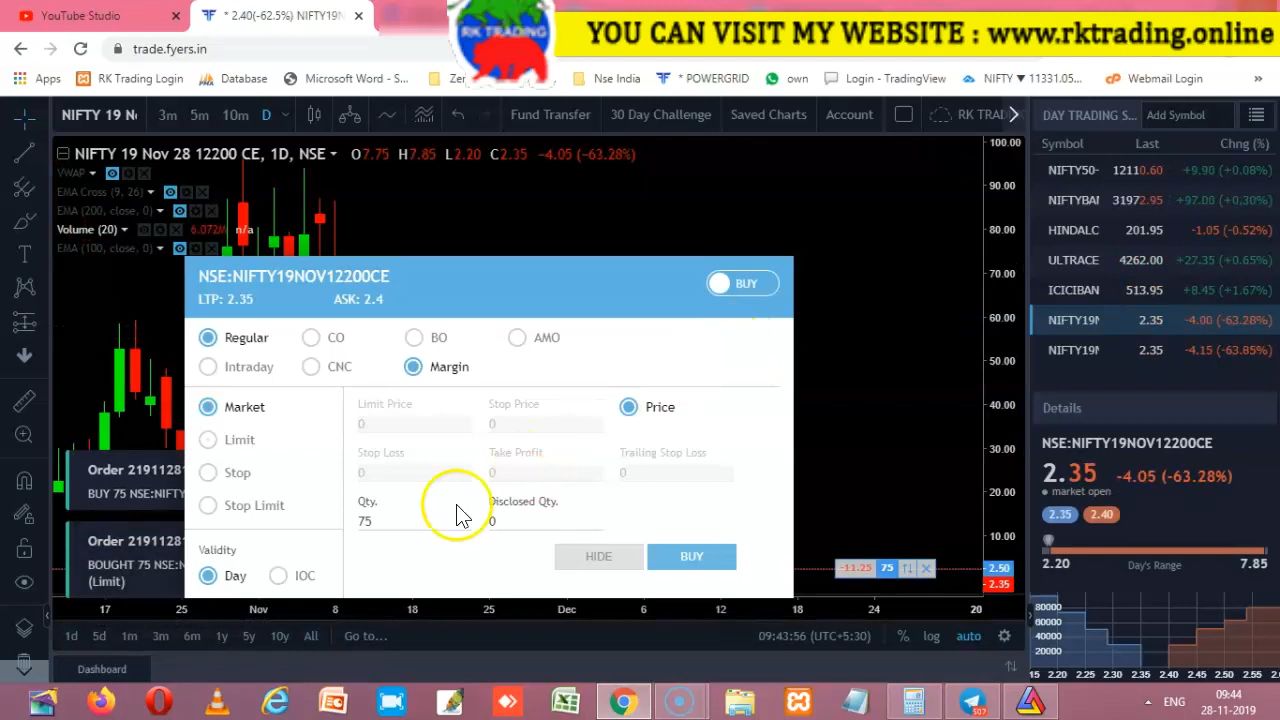 YouTube Studio
* 2.40(-62.5%) NIFTY19N
RK TRADING
YOU CAN VISIT MY WEBSITE : www.rktrading.online
trade.fyers.in
Apps
RK Trading Login
Database
Microsoft Word - S...
Zer
Nse India
* POWERGRID
own
Login - TradingView
NIFTY ▼ 11331.05...
Webmail Login
»
NIFTY 19 N
3m
5m
10m
D
Fund Transfer
30 Day Challenge
Saved Charts
Account
RK TRAD
DAY TRADING S...
Add Symbol
NIFTY 19 Nov 28 12200 CE, 1D, NSE
O7.75 H7.85 L2.20 C2.35 -4.05 (-63.28%)
VWAP
EMA Cross (9, 26)
EMA (200, close, 0)
Volume (20)
6.072M
n/a
EMA (100, close, 0)
100.00
90.00
80.00
70.00
60.00
50.00
40.00
30.00
20.00
10.00
2.50
2.35
Symbol Last Chng (%)
NIFTY50- 12110.60 +9.90 (+0.08%)
NIFTYBAN 31972.95 +97.00 (+0.30%)
HINDALC 201.95 -1.05 (-0.52%)
ULTRACE 4262.00 +27.35 (+0.65%)
ICICIBAN 513.95 +8.45 (+1.67%)
NIFTY19N 2.35 -4.00 (-63.28%)
NIFTY19N 2.35 -4.15 (-63.85%)
NSE:NIFTY19NOV12200CE
BUY
LTP: 2.35
ASK: 2.4
Regular
CO
BO
AMO
Intraday
CNC
Margin
Market
Limit
Stop
Stop Limit
Limit Price
0
Stop Price
0
Price
Stop Loss
0
Take Profit
0
Trailing Stop Loss
0
Qty.
75
Disclosed Qty.
0
HIDE
BUY
Validity
Day
IOC
Order 2191128
BUY 75 NSE:NIFTY
Order 2191128
BOUGHT 75 NSE:
(Limit)
-11.25
75
17
25
Nov
8
18
25
Dec
6
12
18
24
20
1d
5d
1m
3m
6m
1y
5y
10y
All
Go to...
09:43:56 (UTC+5:30)
%
log
auto
Dashboard
Details
NSE:NIFTY19NOV12200CE
2.35 -4.05 (-63.28%)
market open
2.35
2.40
2.20
Day's Range
7.85
80000
60000
40000
20000
15 2.20 2.25 2.30 2.35 2.40 2.45 2.50 2.55 2.60
507
ENG
09:44
28-11-2019